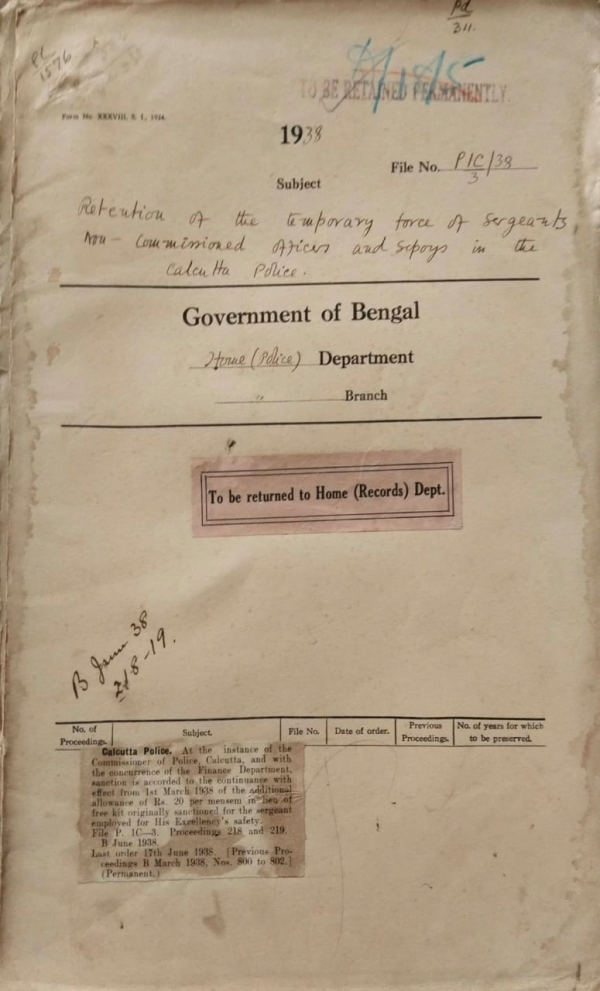 Pd
311.
PL
1576
TO BE RETAINED PERMANENTLY.
Form No. XXXVIII, S. I., 1934.
1938
File No. P1C/38
3
Subject
Retention of the temporary force of Sergeants,
Non-Commissioned Officers and Sepoys in the
Calcutta Police.
Government of Bengal
Home (Police) Department
" Branch
To be returned to Home (Records) Dept.
B June 38
218-19.
No. of Proceedings.
Subject.
File No.
Date of order.
Previous Proceedings.
No. of years for which to be preserved.
Calcutta Police. At the instance of the
Commissioner of Police, Calcutta, and with
the concurrence of the Finance Department,
sanction is accorded to the continuance with
effect from 1st March 1938 of the additional
allowance of Rs. 20 per mensem in lieu of
free kit originally sanctioned for the sergeant
employed for His Excellency's safety.
File P. 1C—3. Proceedings 218 and 219.
B June 1938.
Last order 17th June 1938. [Previous Pro-
ceedings B March 1938, Nos. 800 to 802.]
(Permanent.)